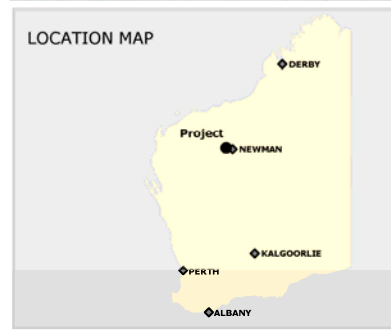 LOCATION MAP
DERBY
Project
NEWMAN
KALGOORLIE
PERTH
ALBANY